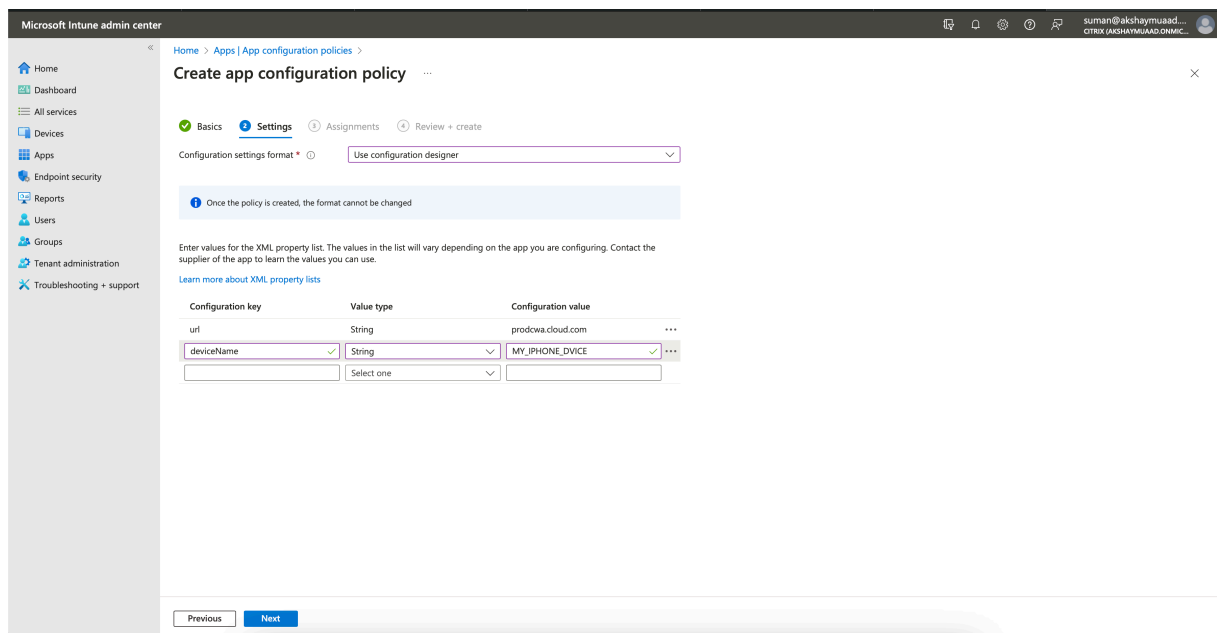 Microsoft Intune admin center
suman@akshaymuaad....
CITRIX (AKSHAYMUAAD.ONMIC...
«
Home
Dashboard
All services
Devices
Apps
Endpoint security
Reports
Users
Groups
Tenant administration
Troubleshooting + support
Home > Apps | App configuration policies >
Create app configuration policy ...
Basics 2 Settings 3 Assignments 4 Review + create
Configuration settings format * Use configuration designer
Once the policy is created, the format cannot be changed
Enter values for the XML property list. The values in the list will vary depending on the app you are configuring. Contact the
supplier of the app to learn the values you can use.
Learn more about XML property lists
Configuration key Value type Configuration value
url String prodcwa.cloud.com ...
deviceName String MY_IPHONE_DVICE ...
Select one
Previous Next